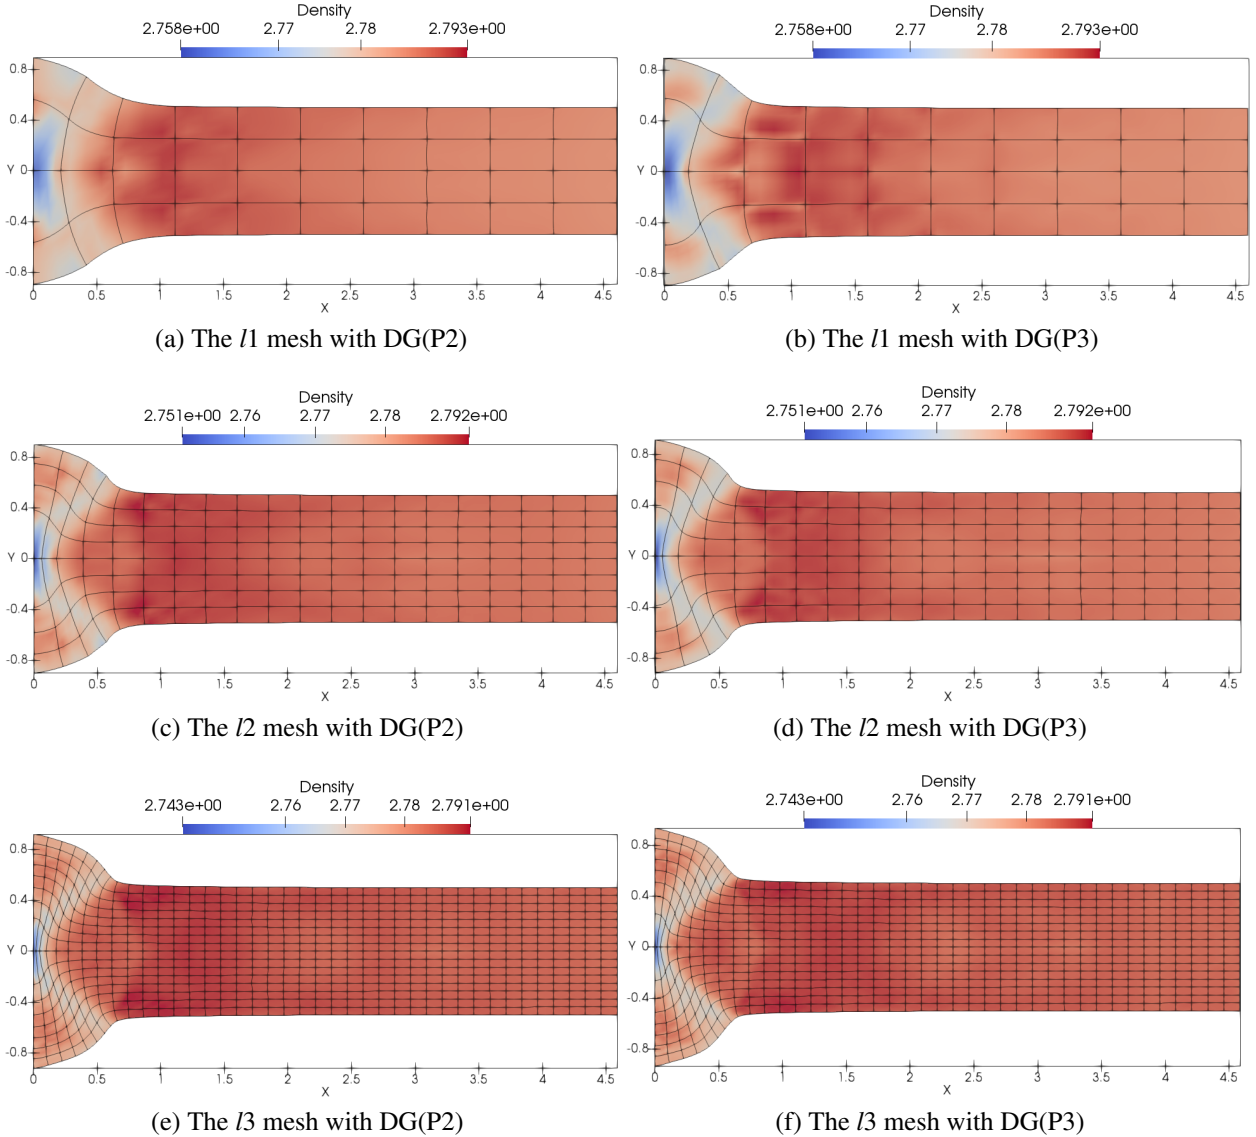 Density
2.758e+00 2.77 2.78 2.793e+00
0.8
0.4
Y 0
-0.4
-0.8
0 0.5 1 1.5 2 2.5 3 3.5 4 4.5
X
(a) The l1 mesh with DG(P2)
Density
2.758e+00 2.77 2.78 2.793e+00
0.8
0.4
Y 0
-0.4
-0.8
0 0.5 1 1.5 2 2.5 3 3.5 4 4.5
X
(b) The l1 mesh with DG(P3)
Density
2.751e+00 2.76 2.77 2.78 2.792e+00
0.8
0.4
Y 0
-0.4
-0.8
0 0.5 1 1.5 2 2.5 3 3.5 4 4.5
X
(c) The l2 mesh with DG(P2)
Density
2.751e+00 2.76 2.77 2.78 2.792e+00
0.8
0.4
Y 0
-0.4
-0.8
0 0.5 1 1.5 2 2.5 3 3.5 4 4.5
X
(d) The l2 mesh with DG(P3)
Density
2.743e+00 2.76 2.77 2.78 2.791e+00
0.8
0.4
Y 0
-0.4
-0.8
0 0.5 1 1.5 2 2.5 3 3.5 4 4.5
X
(e) The l3 mesh with DG(P2)
Density
2.743e+00 2.76 2.77 2.78 2.791e+00
0.8
0.4
Y 0
-0.4
-0.8
0 0.5 1 1.5 2 2.5 3 3.5 4 4.5
X
(f) The l3 mesh with DG(P3)